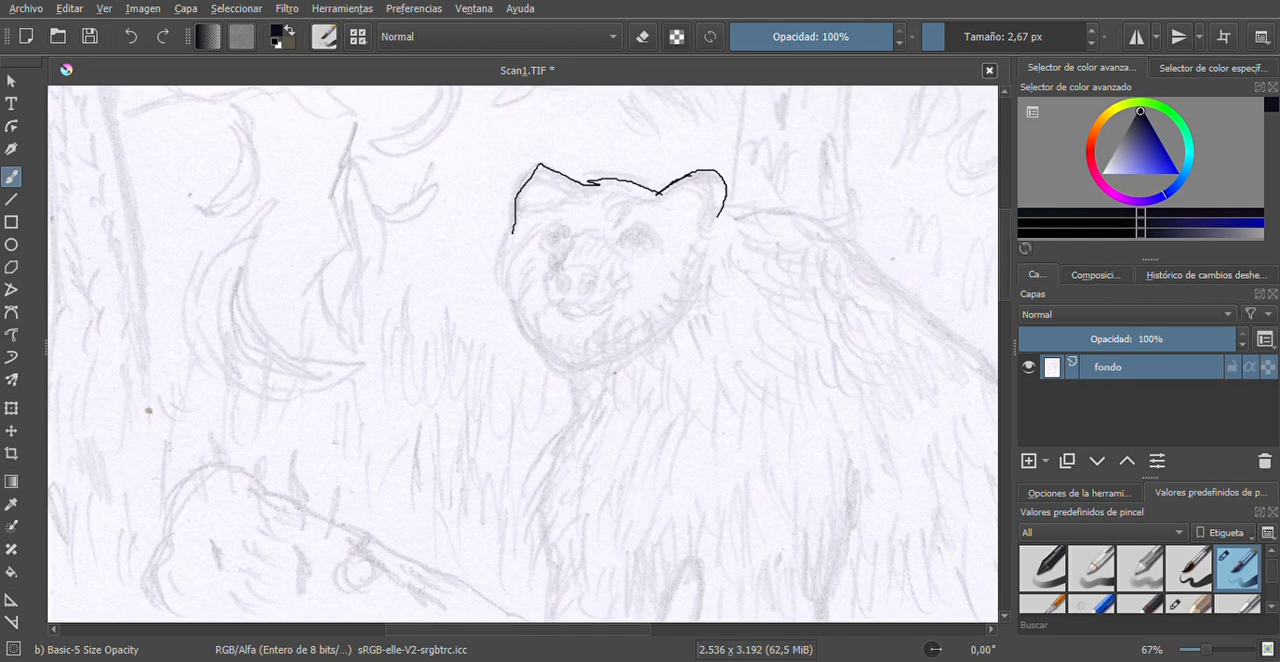 Archivo Editar Ver Imagen Capa Seleccionar Filtro Herramientas Preferencias Ventana Ayuda
Normal Opacidad: 100% Tamaño: 2,67 px
Scan1.TIF *
Selector de color avanza... Selector de color específ...
Selector de color avanzado
Ca... Composici... Histórico de cambios deshe...
Capas
Normal
Opacidad: 100%
fondo
Opciones de la herrami... Valores predefinidos de p...
Valores predefinidos de pincel
All Etiqueta
Buscar
b) Basic-5 Size Opacity RGB/Alfa (Entero de 8 bits/...) sRGB-elle-V2-srgbtrc.icc 2.536 x 3.192 (62,5 MiB) 0,00° 67%